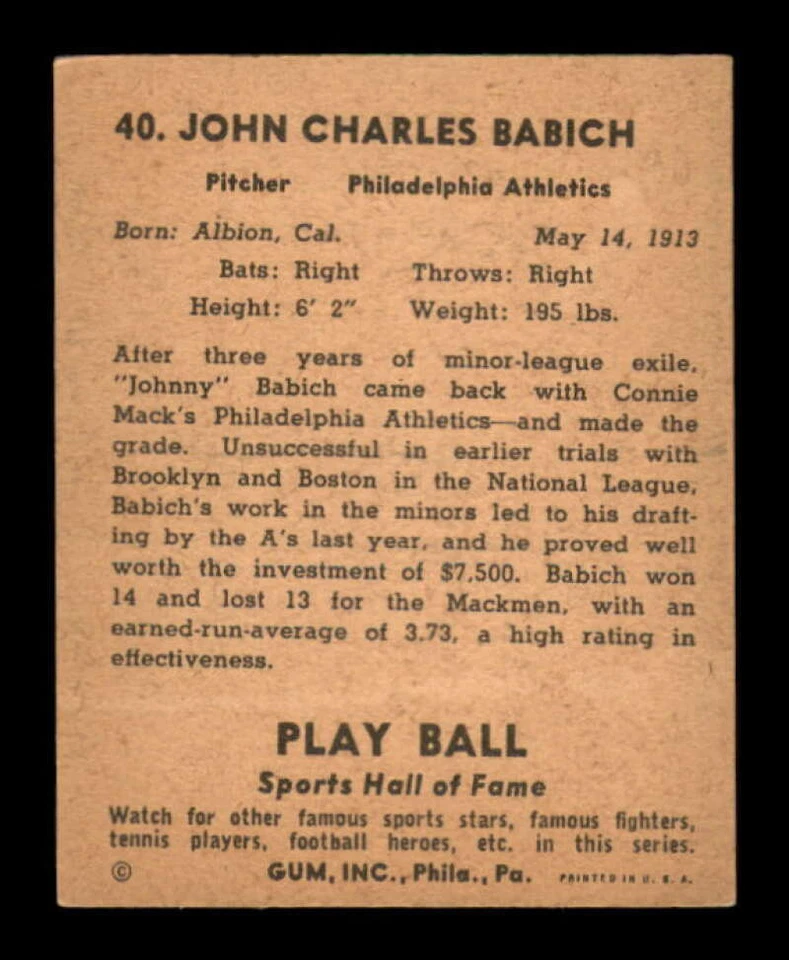 40. JOHN CHARLES BABICH
Pitcher Philadelphia Athletics
Born: Albion, Cal. May 14, 1913
Bats: Right Throws: Right
Height: 6' 2" Weight: 195 lbs.
After three years of minor-league exile,
"Johnny" Babich came back with Connie
Mack's Philadelphia Athletics—and made the
grade. Unsuccessful in earlier trials with
Brooklyn and Boston in the National League,
Babich's work in the minors led to his draft-
ing by the A's last year, and he proved well
worth the investment of $7,500. Babich won
14 and lost 13 for the Mackmen, with an
earned-run-average of 3.73, a high rating in
effectiveness.
PLAY BALL
Sports Hall of Fame
Watch for other famous sports stars, famous fighters,
tennis players, football heroes, etc. in this series.
© GUM, INC., Phila., Pa. PRINTED IN U. S. A.